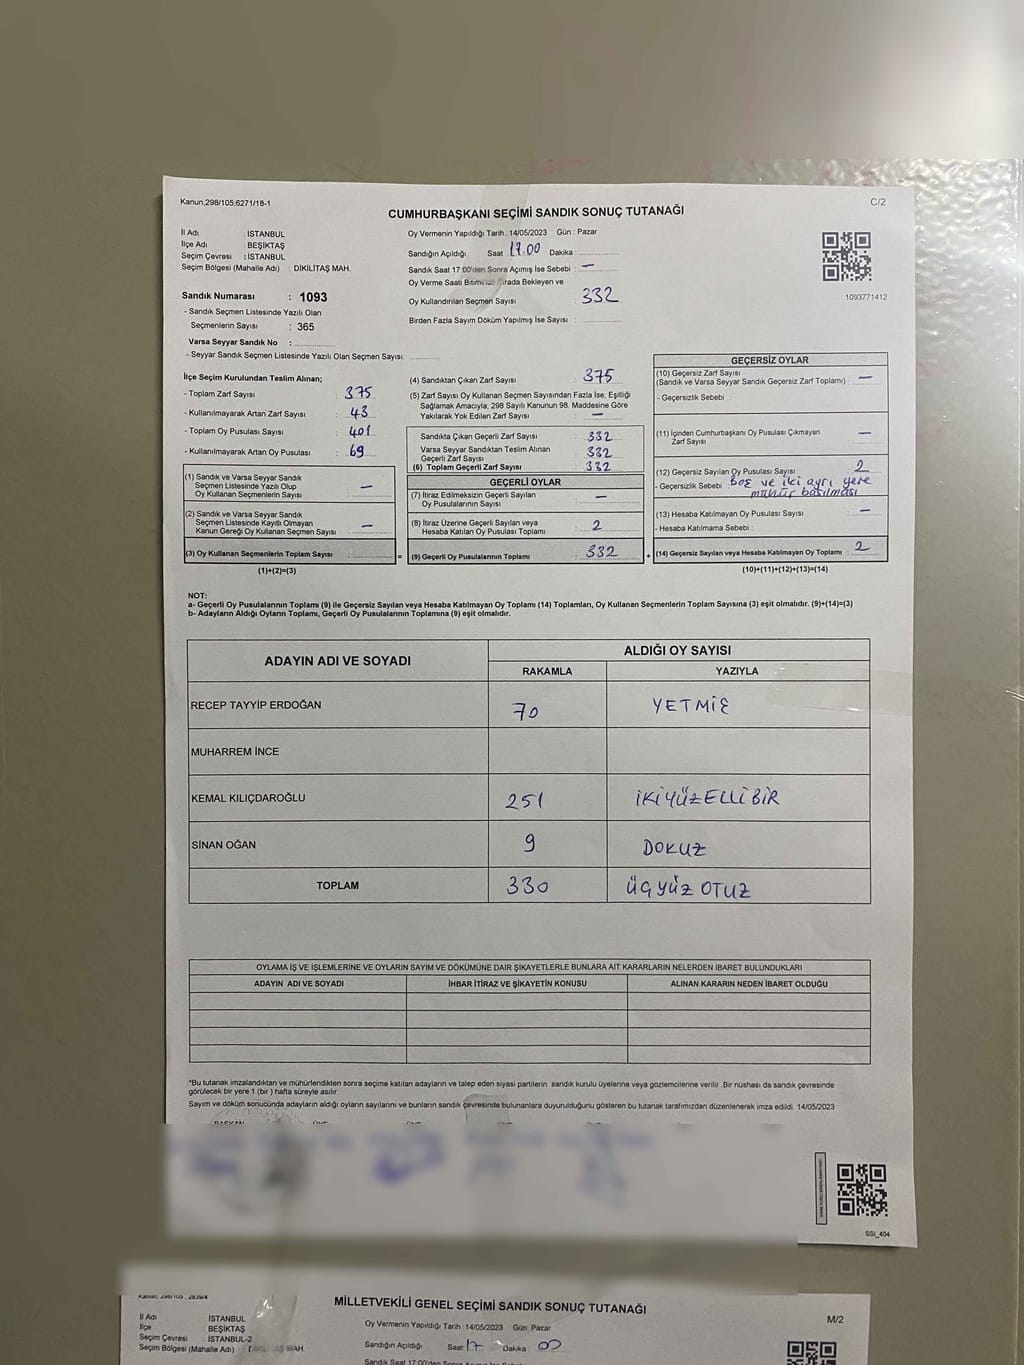 Kanun;298/105;6271/18-1
C/2
CUMHURBAŞKANI SEÇİMİ SANDIK SONUÇ TUTANAĞI
İl Adı : İSTANBUL
İlçe Adı : BEŞİKTAŞ
Seçim Çevresi : İSTANBUL
Seçim Bölgesi (Mahalle Adı) : DİKİLİTAŞ MAH.
Sandık Numarası : 1093
- Sandık Seçmen Listesinde Yazılı Olan
Seçmenlerin Sayısı : 365
Varsa Seyyar Sandık No :
- Seyyar Sandık Seçmen Listesinde Yazılı Olan Seçmen Sayısı:
Oy Vermenin Yapıldığı Tarih : 14/05/2023 Gün : Pazar
Sandığın Açıldığı Saat 17.00 Dakika :
Sandık Saat 17:00'den Sonra Açımış İse Sebebi : —
Oy Verme Saati Bitiminde Sırada Bekleyen ve
Oy Kullandırılan Seçmen Sayısı 332
Birden Fazla Sayım Döküm Yapılmış İse Sayısı :
1093771412
İlçe Seçim Kurulundan Teslim Alınan;
- Toplam Zarf Sayısı : 375
- Kullanılmayarak Artan Zarf Sayısı : 43
- Toplam Oy Pusulası Sayısı : 401
- Kullanılmayarak Artan Oy Pusulası : 69
(1) Sandık ve Varsa Seyyar Sandık
Seçmen Listesinde Yazılı Olup
Oy Kullanan Seçmenlerin Sayısı : —
(2) Sandık ve Varsa Seyyar Sandık
Seçmen Listesinde Kayıtlı Olmayan
Kanun Gereği Oy Kullanan Seçmen Sayısı : —
(3) Oy Kullanan Seçmenlerin Toplam Sayısı :
(1)+(2)=(3)
=
(4) Sandıktan Çıkan Zarf Sayısı : 375
(5) Zarf Sayısı Oy Kullanan Seçmen Sayısından Fazla İse, Eşitliği
Sağlamak Amacıyla; 298 Sayılı Kanunun 98. Maddesine Göre
Yakılarak Yok Edilen Zarf Sayısı : —
Sandıkta Çıkan Geçerli Zarf Sayısı : 332
Varsa Seyyar Sandıktan Teslim Alınan
Geçerli Zarf Sayısı : 332
(6) Toplam Geçerli Zarf Sayısı : 332
GEÇERLİ OYLAR
(7) İtiraz Edilmeksizin Geçerli Sayılan
Oy Pusulasının Sayısı : —
(8) İtiraz Üzerine Geçerli Sayılan veya
Hesaba Katılan Oy Pusulası Toplamı : 2
(9) Geçerli Oy Pusulalarının Toplamı : 332
+
GEÇERSİZ OYLAR
(10) Geçersiz Zarf Sayısı
(Sandık ve Varsa Seyyar Sandık Geçersiz Zarf Toplamı) : —
- Geçersizlik Sebebi :
(11) İçinden Cumhurbaşkanı Oy Pusulası Çıkmayan
Zarf Sayısı : —
(12) Geçersiz Sayılan Oy Pusulası Sayısı : 2
- Geçersizlik Sebebi : Boş ve iki ayrı yere
mühür basılması
(13) Hesaba Katılmayan Oy Pusulası Sayısı : —
- Hesaba Katılmama Sebebi :
(14) Geçersiz Sayılan veya Hesaba Katılmayan Oy Toplamı : 2
(10)+(11)+(12)+(13)=(14)
NOT:
a- Geçerli Oy Pusulalarının Toplamı (9) ile Geçersiz Sayılan veya Hesaba Katılmayan Oy Toplamı (14) Toplamları, Oy Kullanan Seçmenlerin Toplam Sayısına (3) eşit olmalıdır. (9)+(14)=(3)
b- Adayların Aldığı Oyların Toplamı, Geçerli Oy Pusulalarının Toplamına (9) eşit olmalıdır.
ADAYIN ADI VE SOYADI
ALDIĞI OY SAYISI
RAKAMLA YAZIYLA
RECEP TAYYİP ERDOĞAN 70 YETMİŞ
MUHARREM İNCE
KEMAL KILIÇDAROĞLU 251 İKİYÜZELLİBİR
SİNAN OĞAN 9 DOKUZ
TOPLAM 330 ÜÇYÜZ OTUZ
OYLAMA İŞ VE İŞLEMLERİNE VE OYLARIN SAYIM VE DÖKÜMÜNE DAİR ŞİKAYETLERLE BUNLARA AİT KARARLARIN NELERDEN İBARET BULUNDUKLARI
ADAYIN ADI VE SOYADI İHBAR İTİRAZ VE ŞİKAYETİN KONUSU ALINAN KARARIN NEDEN İBARET OLDUĞU
*Bu tutanak imzalandıktan ve mühürlendikten sonra seçime katılan adayların ve talep eden siyasi partilerin sandık kurulu üyelerine veya gözlemcilerine verilir .Bir nüshası da sandık çevresinde
görülecek bir yere 1 (bir ) hafta süreyle asılır.
Sayım ve döküm sonucunda adayların aldığı oyların sayılarını ve bunların sandık çevresinde bulunanlara duyurulduğunu gösteren bu tutanak tarafımızdan düzenlenerek imza edildi. 14/05/2023
BAŞKAN ÜYE ÜYE ÜYE ÜYE
SSI_404
M/2
MİLLETVEKİLİ GENEL SEÇİMİ SANDIK SONUÇ TUTANAĞI
İl Adı : İSTANBUL
İlçe : BEŞİKTAŞ
Seçim Çevresi : İSTANBUL-2
Seçim Bölgesi (Mahalle Adı) : MAH
Oy Vermenin Yapıldığı Tarih :14/05/2023 Gün: Pazar
Sandığın Açıldığı Saat 17 Dakika : 00
Sandık Saat 17:00'den Sonra